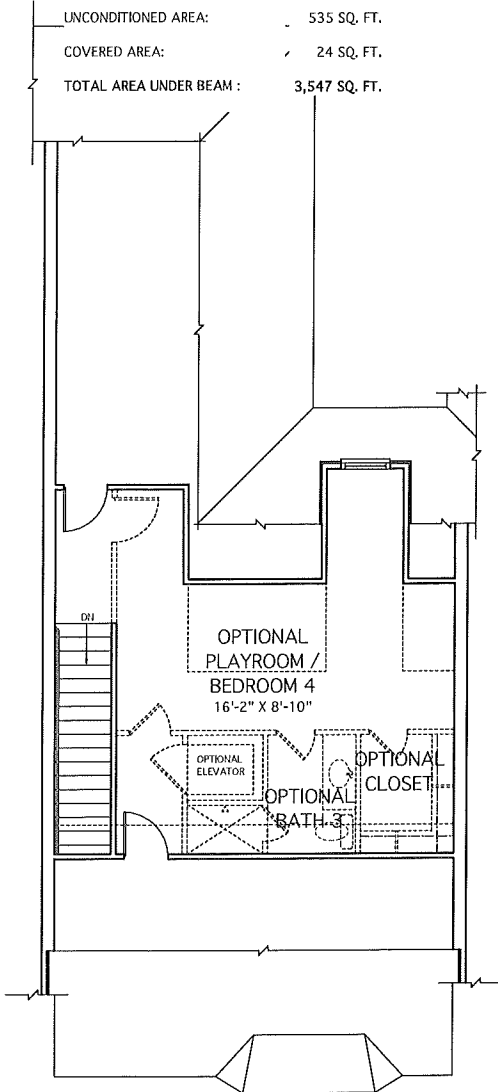 UNCONDITIONED AREA: 535 SQ. FT.
COVERED AREA: 24 SQ. FT.
TOTAL AREA UNDER BEAM : 3,547 SQ. FT.
DN
OPTIONAL
PLAYROOM /
BEDROOM 4
16'-2" X 8'-10"
OPTIONAL
ELEVATOR
OPTIONAL
CLOSET
OPTIONAL
BATH 3